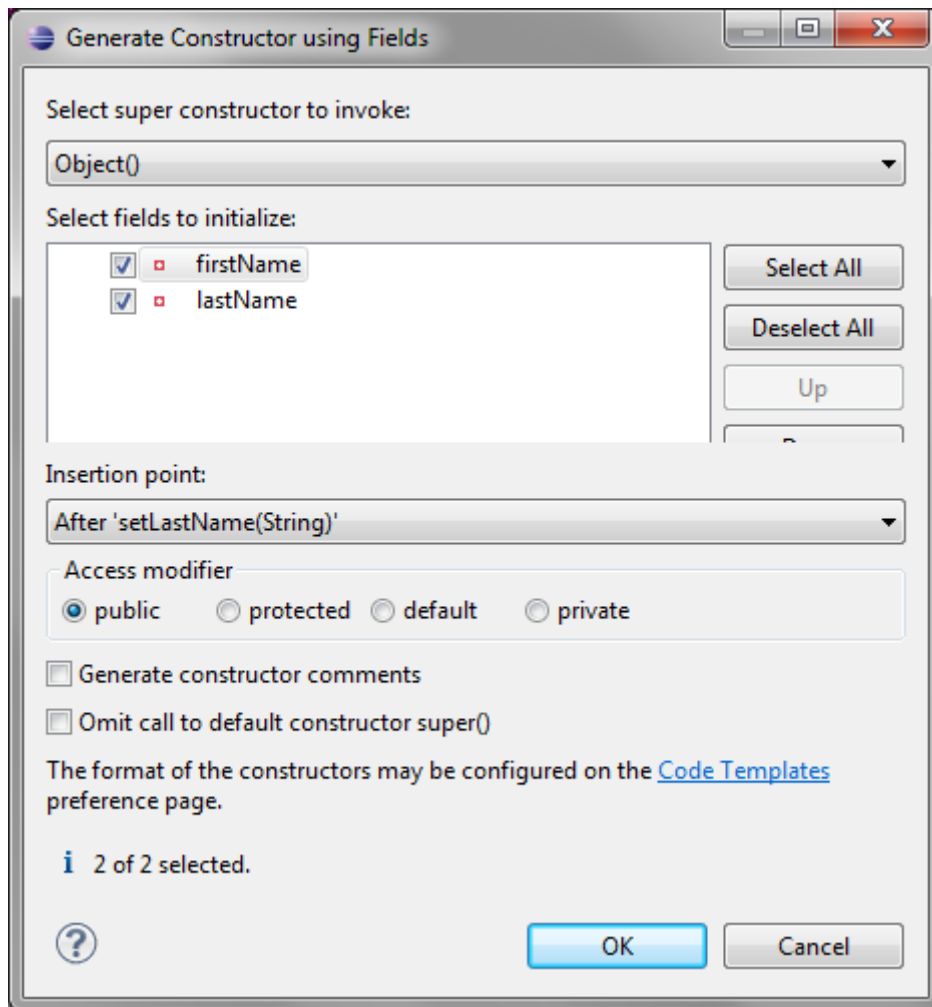 Generate Constructor using Fields
Select super constructor to invoke:
Object()
Select fields to initialize:
firstName
lastName
Select All
Deselect All
Up
Insertion point:
After 'setLastName(String)'
Access modifier
public
protected
default
private
Generate constructor comments
Omit call to default constructor super()
The format of the constructors may be configured on the Code Templates
preference page.
i 2 of 2 selected.
?
OK
Cancel